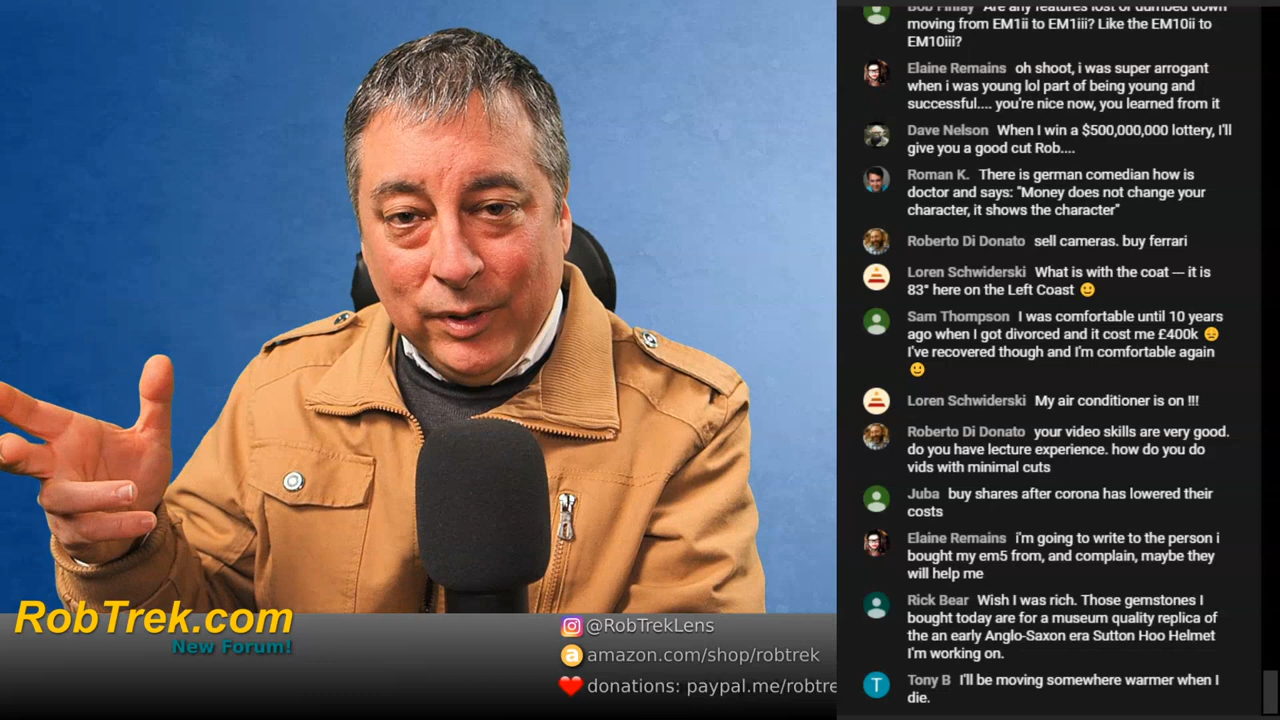 Bob Finlay Are any features lost or dumbed down
moving from EM1ii to EM1iii? Like the EM10ii to
EM10iii?
Elaine Remains oh shoot, i was super arrogant
when i was young lol part of being young and
successful.... you're nice now, you learned from it
Dave Nelson When I win a $500,000,000 lottery, I'll
give you a good cut Rob....
Roman K. There is german comedian how is
doctor and says: "Money does not change your
character, it shows the character"
Roberto Di Donato sell cameras. buy ferrari
Loren Schwiderski What is with the coat — it is
83° here on the Left Coast
Sam Thompson I was comfortable until 10 years
ago when I got divorced and it cost me £400k
I've recovered though and I'm comfortable again
Loren Schwiderski My air conditioner is on !!!
Roberto Di Donato your video skills are very good.
do you have lecture experience. how do you do
vids with minimal cuts
Juba buy shares after corona has lowered their
costs
Elaine Remains i'm going to write to the person i
bought my em5 from, and complain, maybe they
will help me
Rick Bear Wish I was rich. Those gemstones I
bought today are for a museum quality replica of
the an early Anglo-Saxon era Sutton Hoo Helmet
I'm working on.
Tony B I'll be moving somewhere warmer when I
die.
T
RobTrek.com
New Forum!
@RobTrekLens
a amazon.com/shop/robtrek
donations: paypal.me/robtre